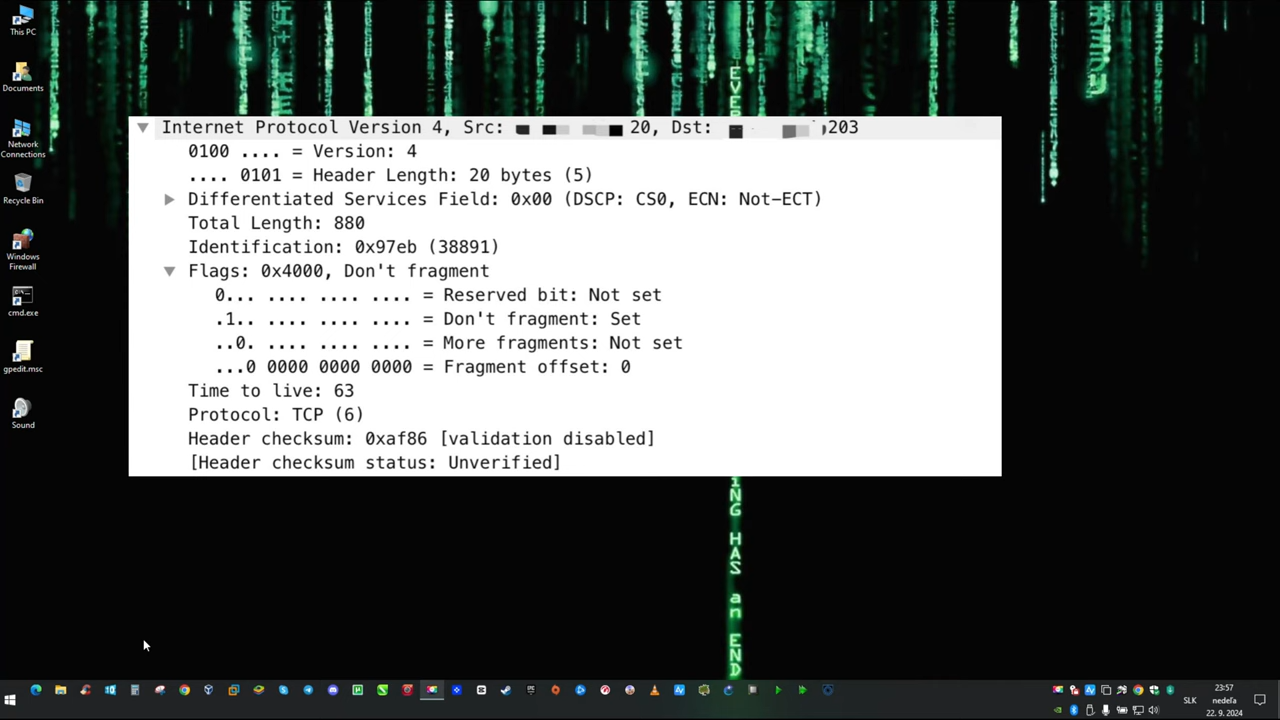 This PC
Documents
Network
Connections
Recycle Bin
Windows
Firewall
cmd.exe
gpedit.msc
Sound
Internet Protocol Version 4, Src: 20, Dst: 203
0100 .... = Version: 4
.... 0101 = Header Length: 20 bytes (5)
Differentiated Services Field: 0x00 (DSCP: CS0, ECN: Not-ECT)
Total Length: 880
Identification: 0x97eb (38891)
Flags: 0x4000, Don't fragment
0... .... .... .... = Reserved bit: Not set
.1.. .... .... .... = Don't fragment: Set
..0. .... .... .... = More fragments: Not set
...0 0000 0000 0000 = Fragment offset: 0
Time to live: 63
Protocol: TCP (6)
Header checksum: 0xaf86 [validation disabled]
[Header checksum status: Unverified]
HAS
an
END
SLK
23:57
nedeľa
22. 9. 2024